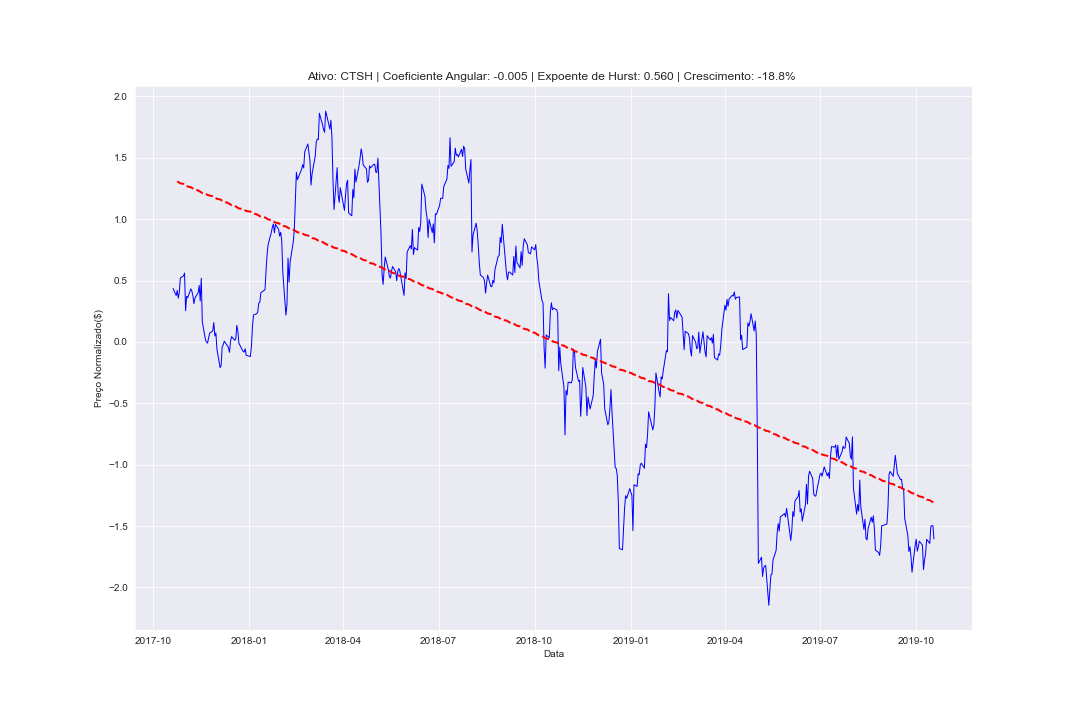 Ativo: CTSH | Coeficiente Angular: -0.005 | Expoente de Hurst: 0.560 | Crescimento: -18.8%
2.0
1.5
1.0
0.5
0.0
−0.5
−1.0
−1.5
−2.0
Preço Normalizado($)
2017-10 2018-01 2018-04 2018-07 2018-10 2019-01 2019-04 2019-07 2019-10
Data